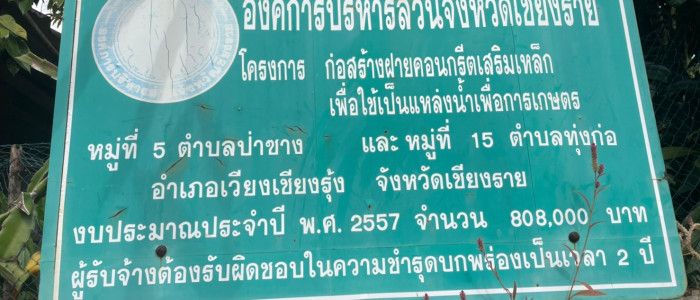 องค์การบริหารส่วนจังหวัดเชียงราย
โครงการ ก่อสร้างฝายคอนกรีตเสริมเหล็ก
เพื่อใช้เป็นแหล่งน้ำเพื่อการเกษตร
หมู่ที่ 5 ตำบลป่าซาง และ หมู่ที่ 15 ตำบลทุ่งก่อ
อำเภอเวียงเชียงรุ้ง จังหวัดเชียงราย
งบประมาณประจำปี พ.ศ. 2557 จำนวน 808,000 บาท
ผู้รับจ้างต้องรับผิดชอบในความชำรุดบกพร่องเป็นเวลา 2 ปี